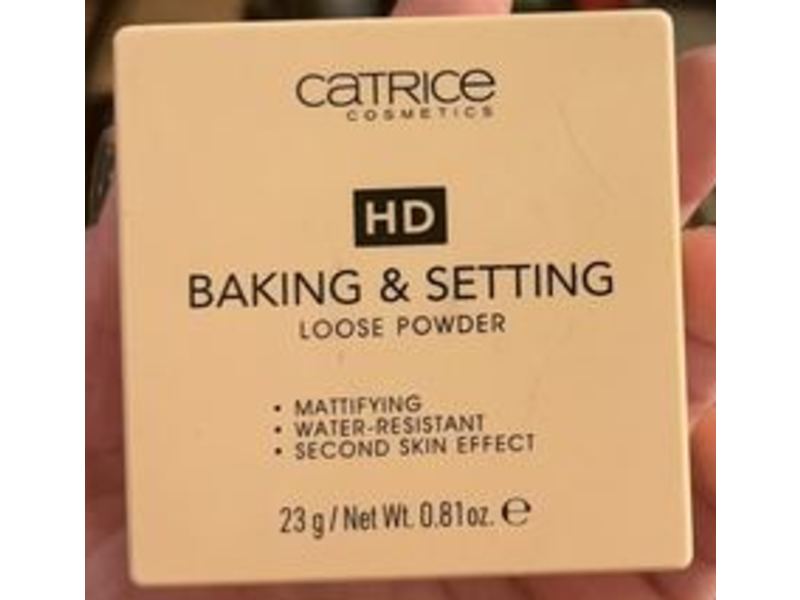 CATRICE
COSMETICS
HD
BAKING & SETTING
LOOSE POWDER
• MATTIFYING
• WATER-RESISTANT
• SECOND SKIN EFFECT
23 g / Net Wt. 0.81oz. ℮